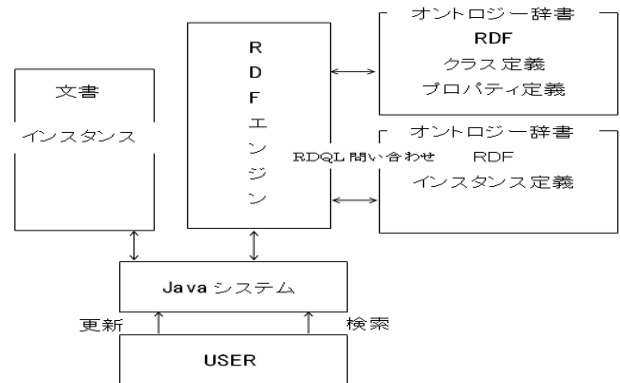 文書
インスタンス
RDFエンジン
オントロジー辞書
RDF
クラス定義
プロパティ定義
オントロジー辞書
RDQL問い合わせ
RDF
インスタンス定義
Javaシステム
更新
検索
USER